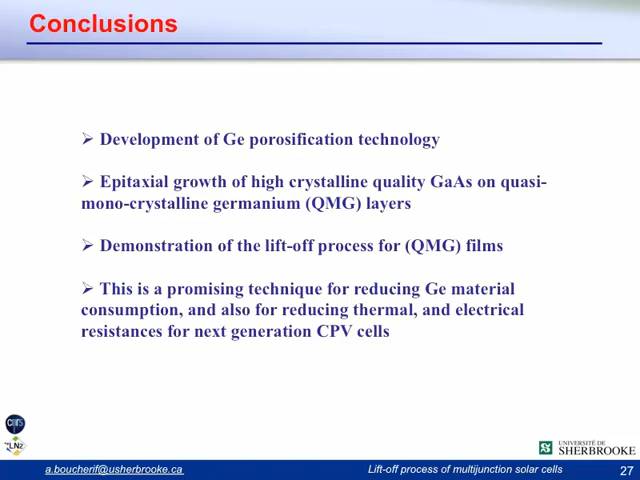 Conclusions
➢ Development of Ge porosification technology
➢ Epitaxial growth of high crystalline quality GaAs on quasi-
mono-crystalline germanium (QMG) layers
➢ Demonstration of the lift-off process for (QMG) films
➢ This is a promising technique for reducing Ge material
consumption, and also for reducing thermal, and electrical
resistances for next generation CPV cells
cnrs
LN2
UNIVERSITÉ DE
SHERBROOKE
a.boucherif@usherbrooke.ca
Lift-off process of multijunction solar cells
27